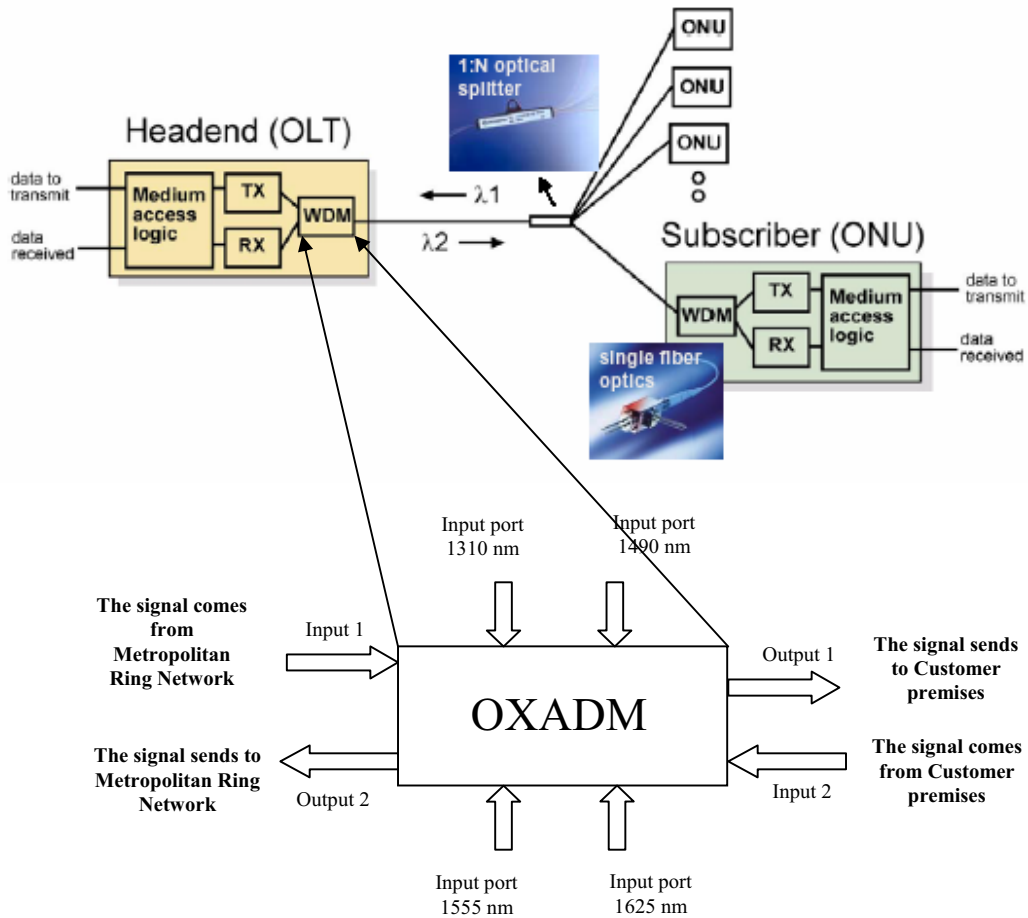 ONU
1:N optical
splitter
ONU
ONU
Headend (OLT)
data to
transmit
data
received
Medium
access
logic
TX
RX
WDM
λ1
λ2
Subscriber (ONU)
WDM
TX
RX
Medium
access
logic
data to
transmit
data
received
single fiber
optics
Input port
1310 nm
Input port
1490 nm
The signal comes
from
Metropolitan
Ring Network
Input 1
OXADM
Output 1
The signal sends
to Customer
premises
The signal sends to
Metropolitan Ring
Network
Output 2
Input 2
The signal comes
from Customer
premises
Input port
1555 nm
Input port
1625 nm